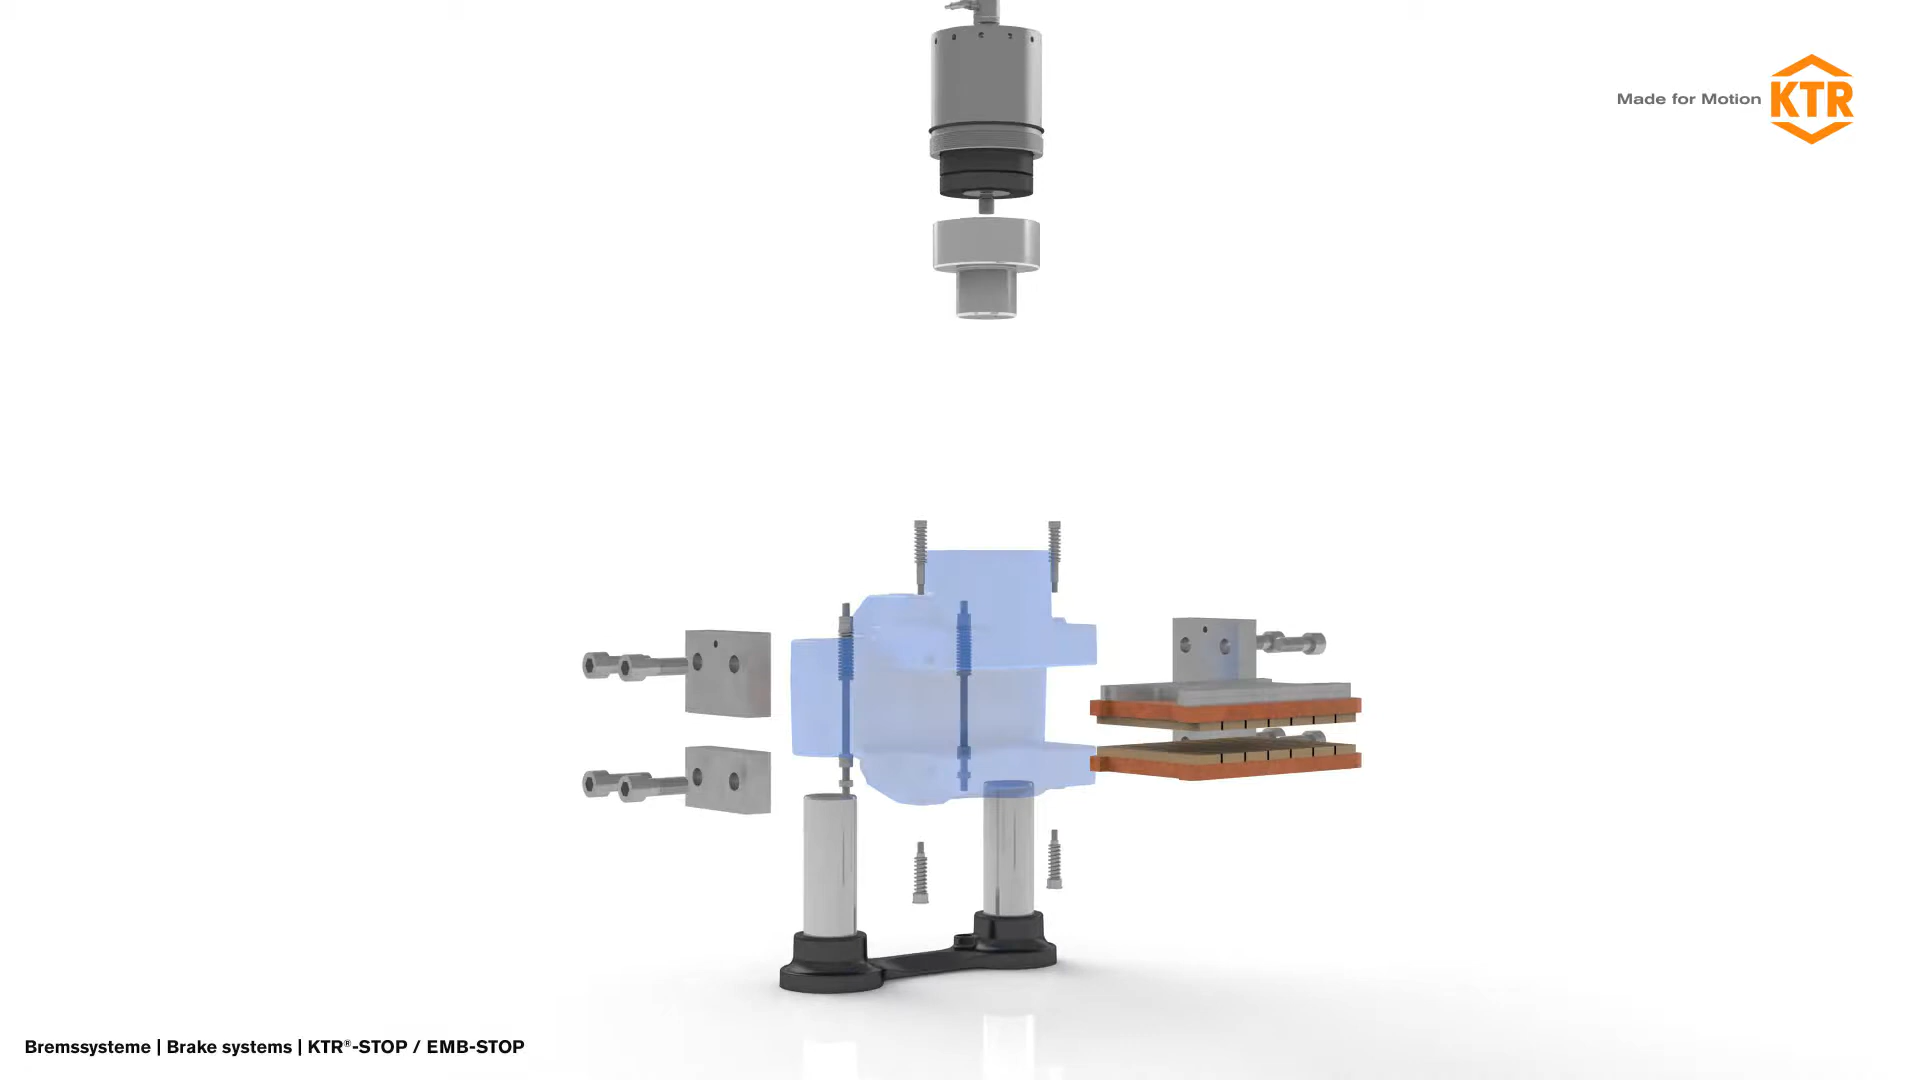 Made for Motion KTR
Bremssysteme | Brake systems | KTR®-STOP / EMB-STOP